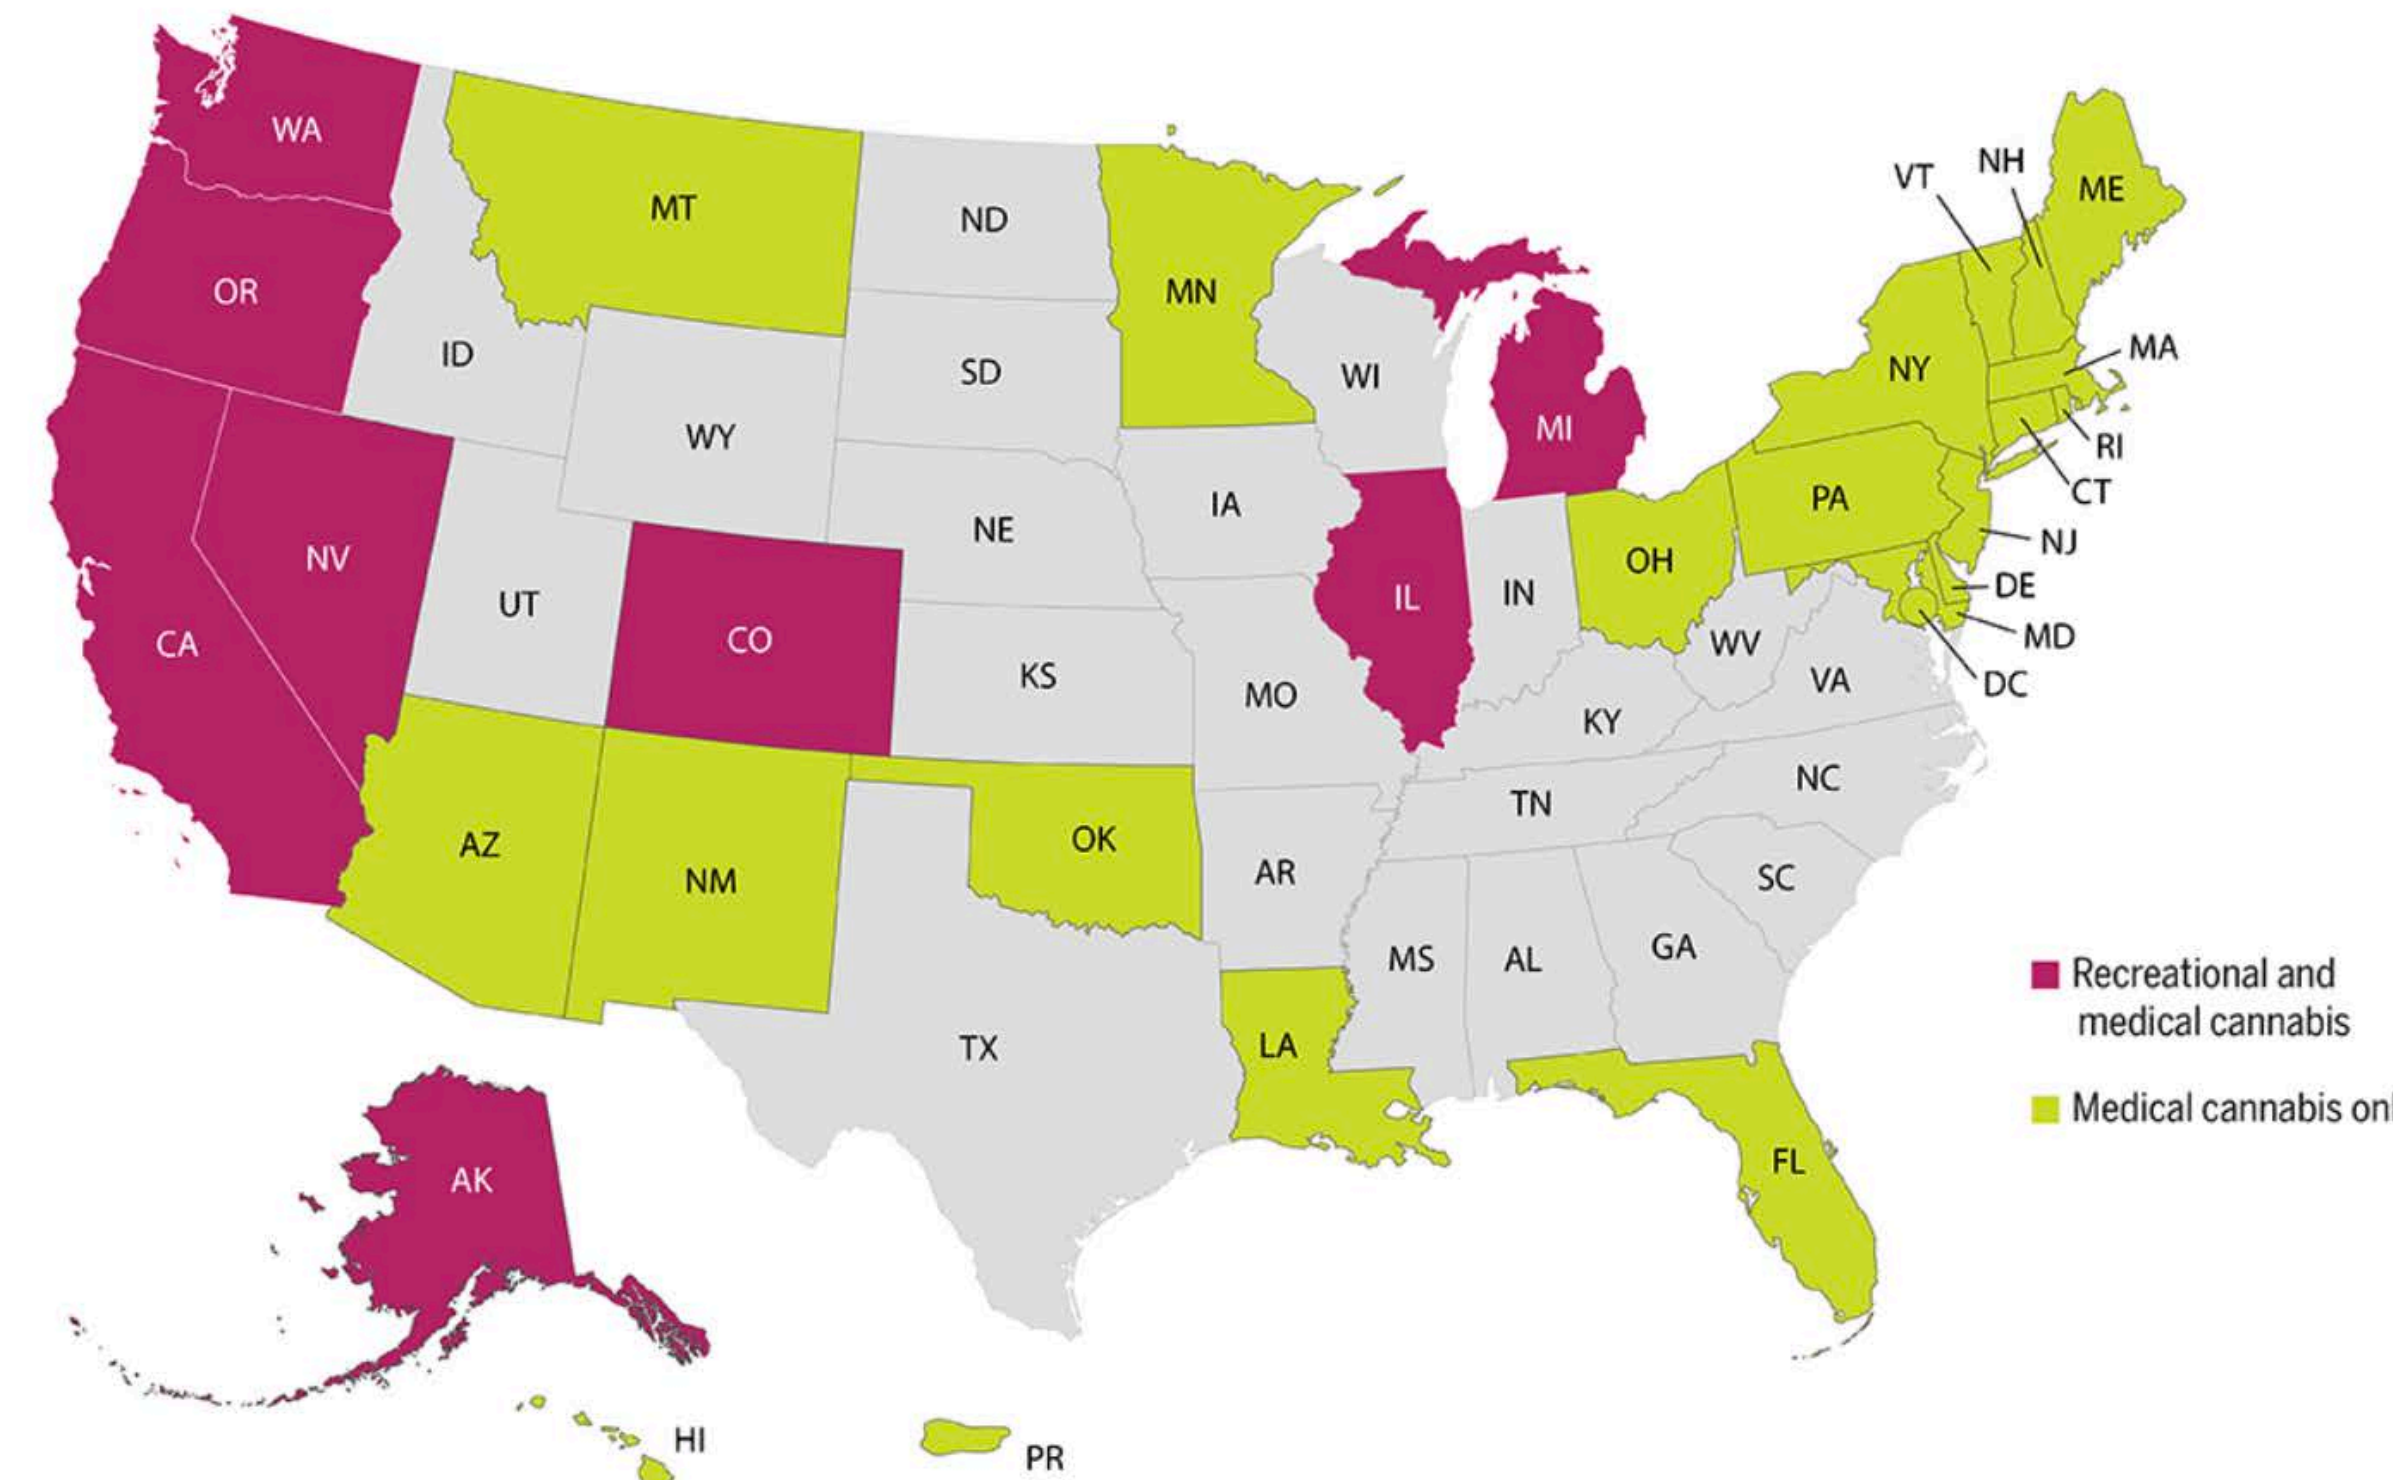 WA
NH
VT
ME
MT
ND
OR
MN
MA
ID
SD
WI
NY
MI
RI
WY
CT
PA
IA
NE
NJ
NV
OH
DE
IN
IL
UT
MD
CO
CA
WV
DC
VA
KS
MO
KY
NC
TN
OK
AZ
AR
SC
NM
GA
MS
AL
Recreational and
medical cannabis
LA
TX
Medical cannabis onl
FL
AK
HI
PR